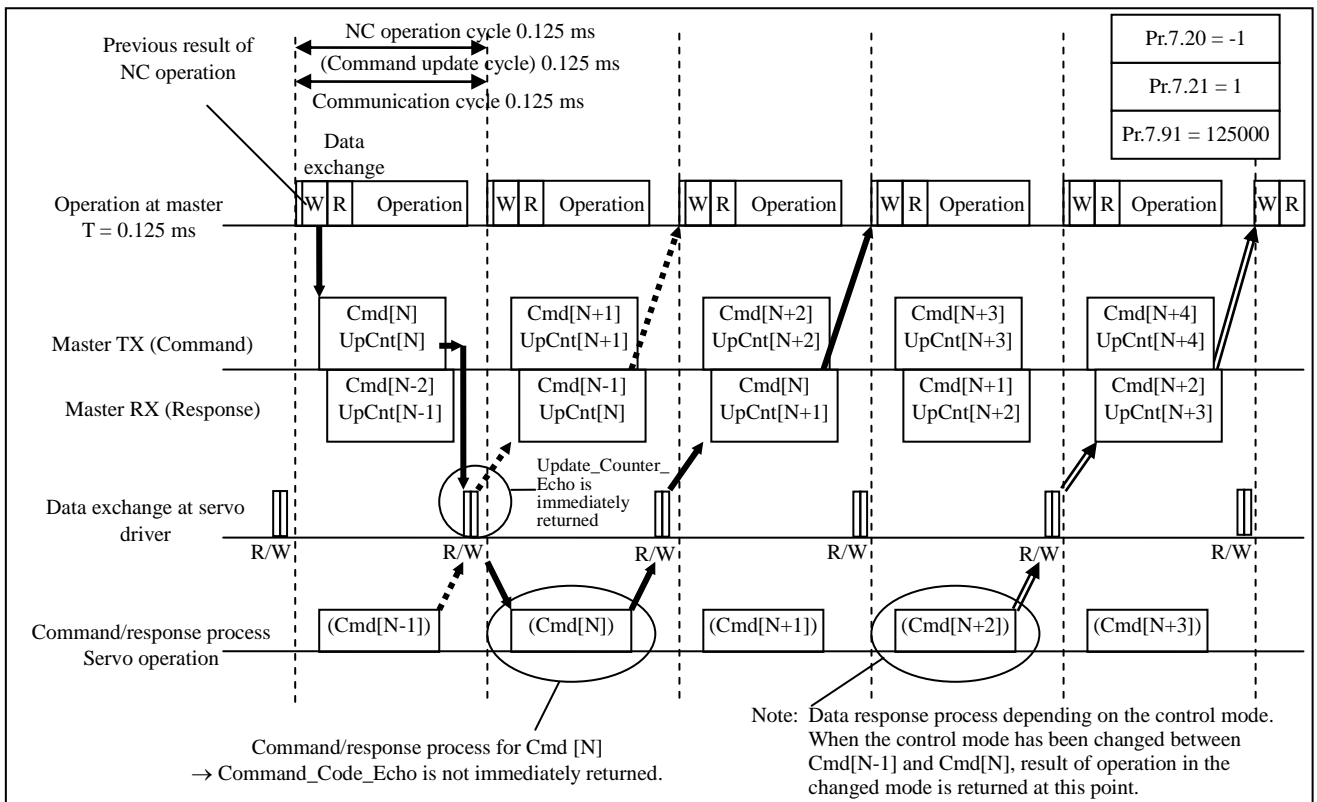 NC operation cycle 0.125 ms
(Command update cycle) 0.125 ms
Communication cycle 0.125 ms
Previous result of
NC operation
Pr.7.20 = -1
Pr.7.21 = 1
Pr.7.91 = 125000
Data
exchange
Operation at master
T = 0.125 ms
W R Operation
W R Operation
W R Operation
W R Operation
W R Operation
W R
Master TX (Command)
Cmd[N]
UpCnt[N]
Cmd[N+1]
UpCnt[N+1]
Cmd[N+2]
UpCnt[N+2]
Cmd[N+3]
UpCnt[N+3]
Cmd[N+4]
UpCnt[N+4]
Master RX (Response)
Cmd[N-2]
UpCnt[N-1]
Cmd[N-1]
UpCnt[N]
Cmd[N]
UpCnt[N+1]
Cmd[N+1]
UpCnt[N+2]
Cmd[N+2]
UpCnt[N+3]
Update_Counter_
Echo is
immediately
returned
Data exchange at servo
driver
R/W
R/W
R/W
R/W
R/W
R/W
Command/response process
Servo operation
(Cmd[N-1])
(Cmd[N])
(Cmd[N+1])
(Cmd[N+2])
(Cmd[N+3])
Command/response process for Cmd [N]
→ Command_Code_Echo is not immediately returned.
Note: Data response process depending on the control mode.
When the control mode has been changed between
Cmd[N-1] and Cmd[N], result of operation in the
changed mode is returned at this point.